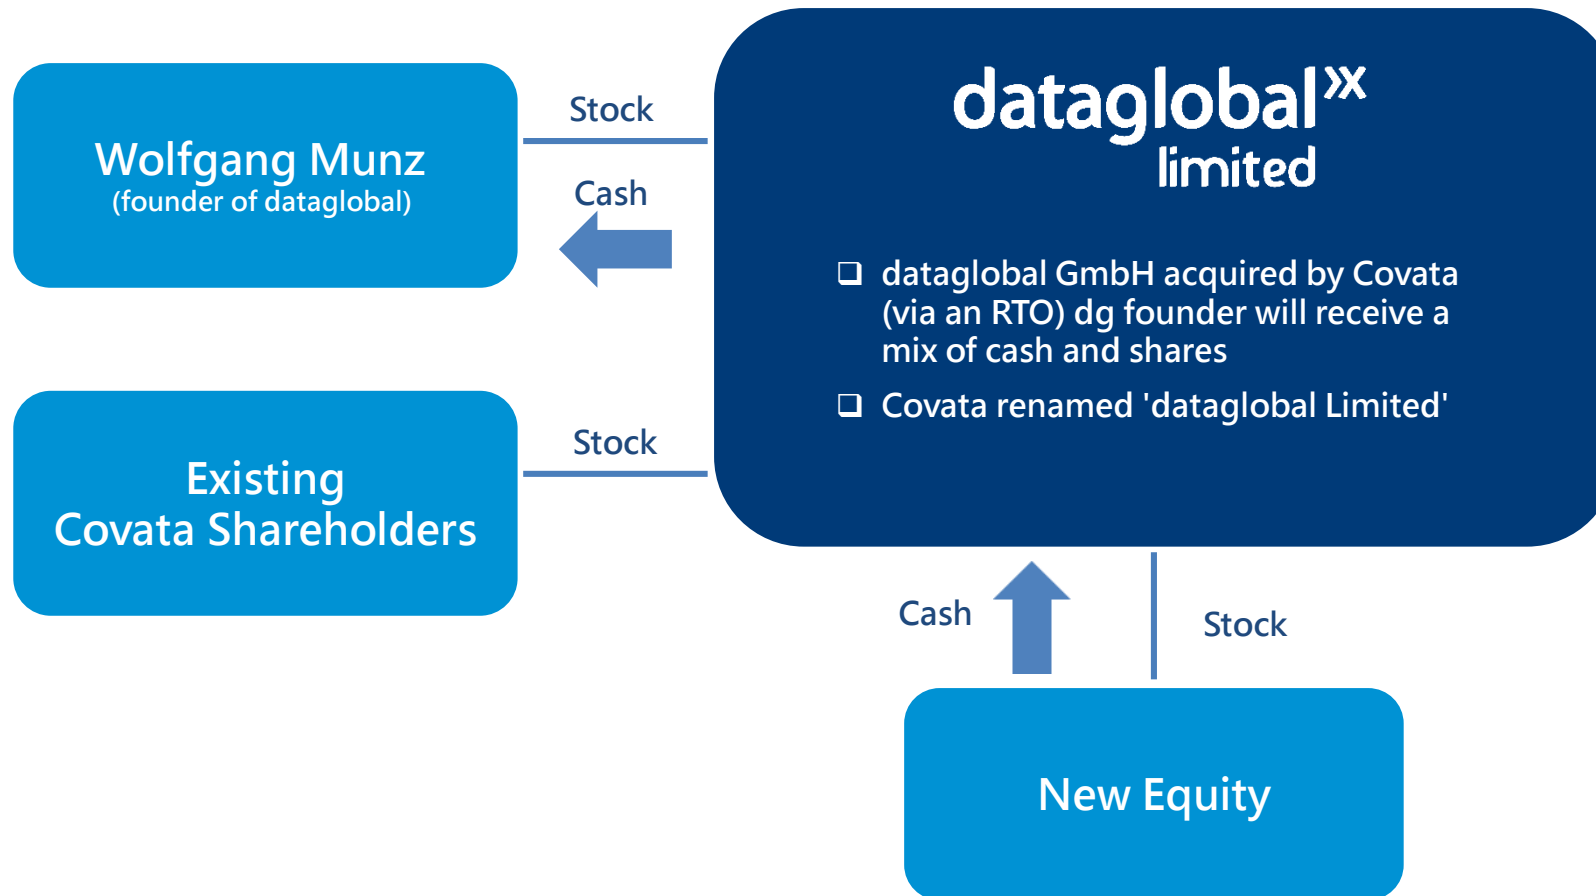 Wolfgang Munz
(founder of dataglobal)
Stock
Cash
dataglobal
limited
❑ dataglobal GmbH acquired by Covata
(via an RTO) dg founder will receive a
mix of cash and shares
❑ Covata renamed 'dataglobal Limited'
Existing
Covata Shareholders
Stock
Cash
Stock
New Equity